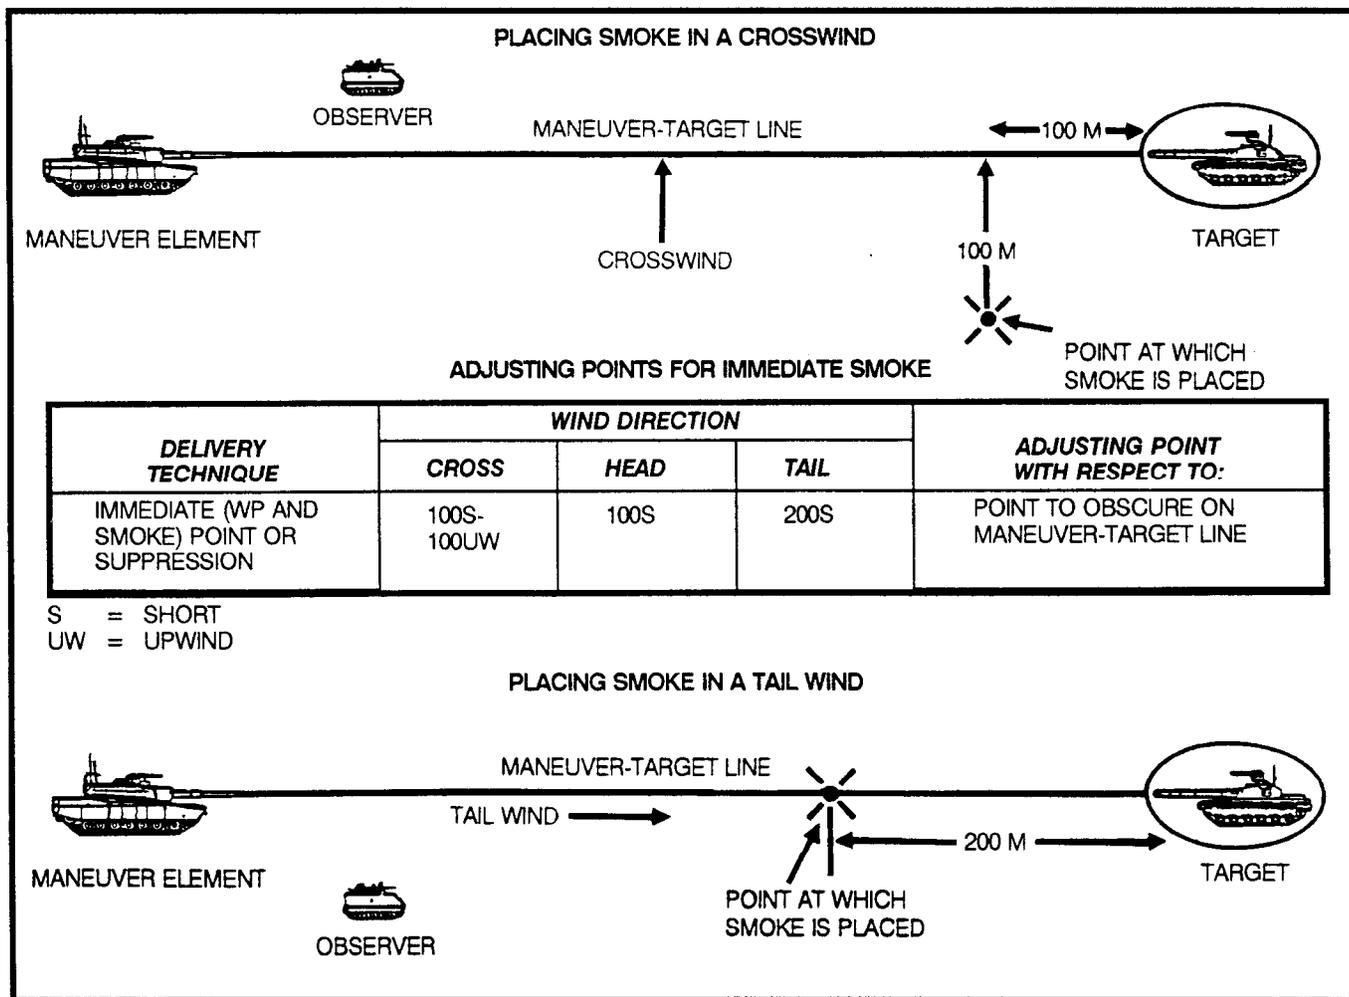 PLACING SMOKE IN A CROSSWIND
OBSERVER
MANEUVER-TARGET LINE
100 M
MANEUVER ELEMENT
CROSSWIND
100 M
TARGET
POINT AT WHICH
SMOKE IS PLACED
ADJUSTING POINTS FOR IMMEDIATE SMOKE
DELIVERY
TECHNIQUE
WIND DIRECTION
CROSS
HEAD
TAIL
ADJUSTING POINT
WITH RESPECT TO:
IMMEDIATE (WP AND
SMOKE) POINT OR
SUPPRESSION
100S-
100UW
100S
200S
POINT TO OBSCURE ON
MANEUVER-TARGET LINE
S = SHORT
UW = UPWIND
PLACING SMOKE IN A TAIL WIND
MANEUVER-TARGET LINE
TAIL WIND
200 M
MANEUVER ELEMENT
TARGET
POINT AT WHICH
SMOKE IS PLACED
OBSERVER